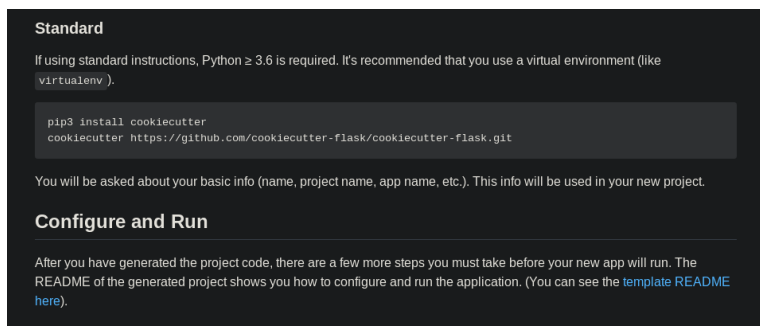 Standard
If using standard instructions, Python ≥ 3.6 is required. It's recommended that you use a virtual environment (like
virtualenv).
pip3 install cookiecutter
cookiecutter https://github.com/cookiecutter-flask/cookiecutter-flask.git
You will be asked about your basic info (name, project name, app name, etc.). This info will be used in your new project.
Configure and Run
After you have generated the project code, there are a few more steps you must take before your new app will run. The
README of the generated project shows you how to configure and run the application. (You can see the template README
here).